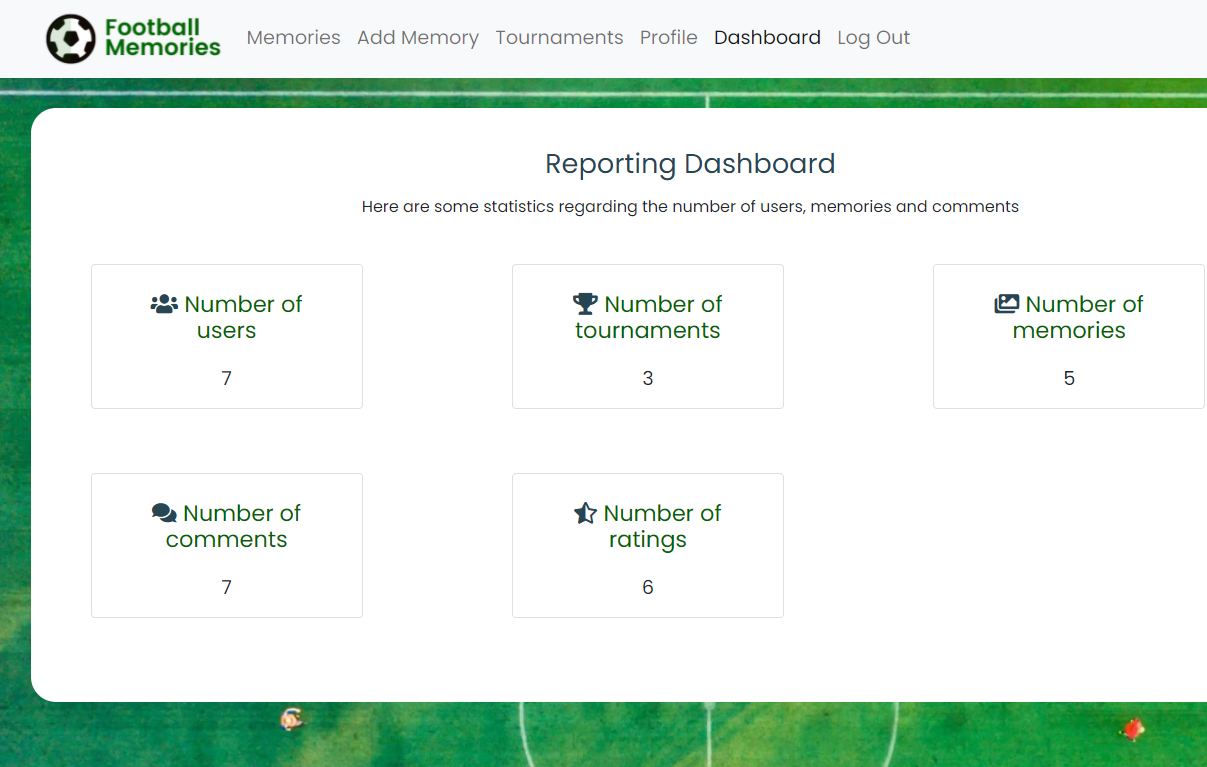 Football
Memories
Memories Add Memory Tournaments Profile Dashboard Log Out
Reporting Dashboard
Here are some statistics regarding the number of users, memories and comments
Number of
users
7
Number of
tournaments
3
Number of
memories
5
Number of
comments
7
Number of
ratings
6